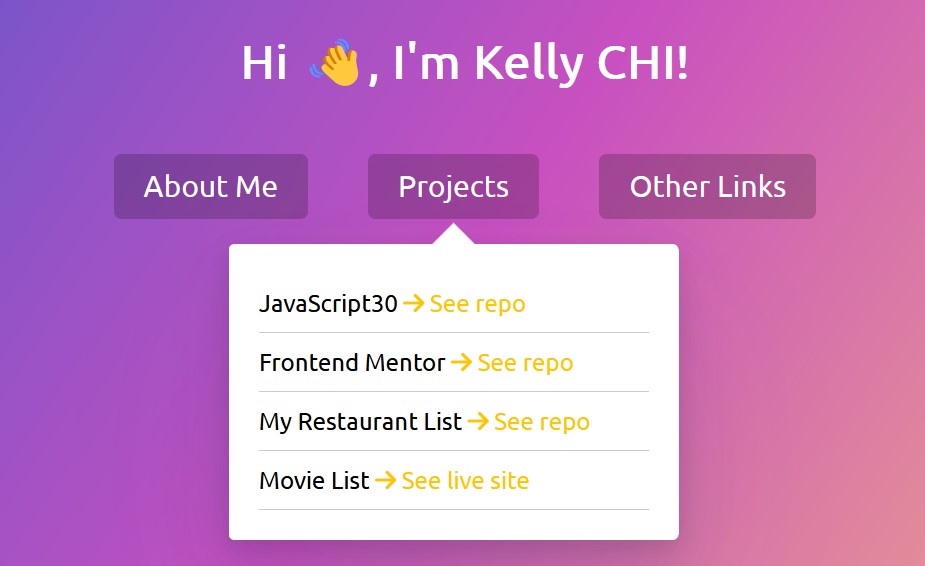 Hi 👋, I'm Kelly CHI!
About Me Projects Other Links
JavaScript30 → See repo
Frontend Mentor → See repo
My Restaurant List → See repo
Movie List → See live site